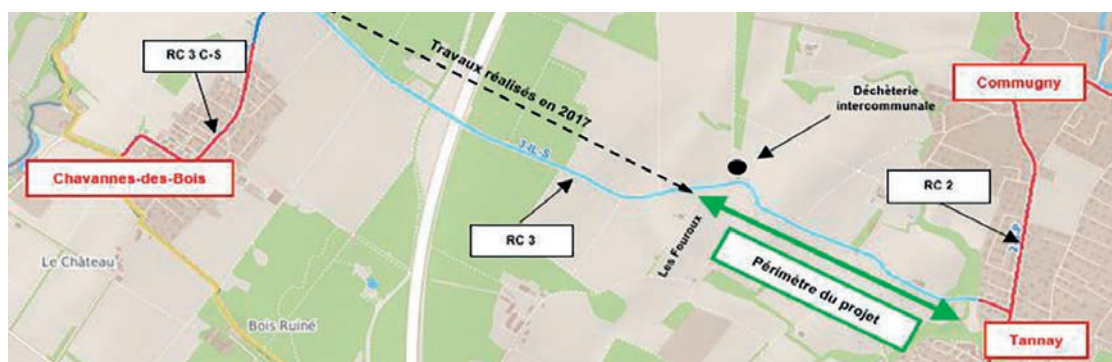 RC 3 C-S
Travaux réalisés en 2017
Déchèterie
intercommunale
Commugny
3-IL-S
Chavannes-des-Bois
RC 2
RC 3
Les Fouroux
Le Château
Périmètre du projet
Bois Ruiné
Tannay